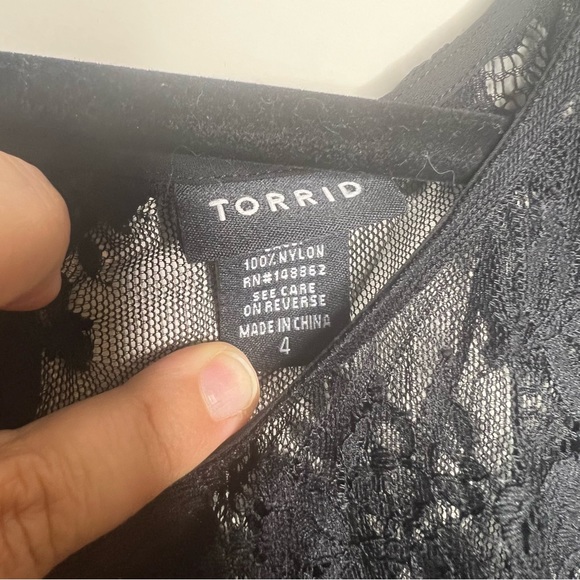 TORRID
100% NYLON
RN#148862
SEE CARE
ON REVERSE
MADE IN CHINA
4